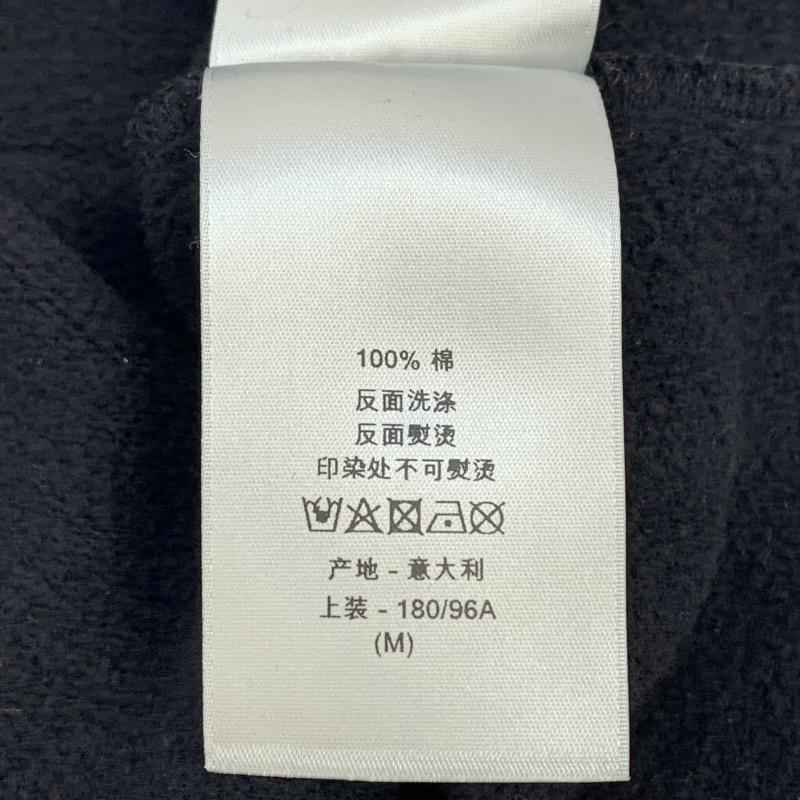 100% 棉
反面洗涤
反面熨烫
印染处不可熨烫
产地 - 意大利
上装 - 180/96A
(M)